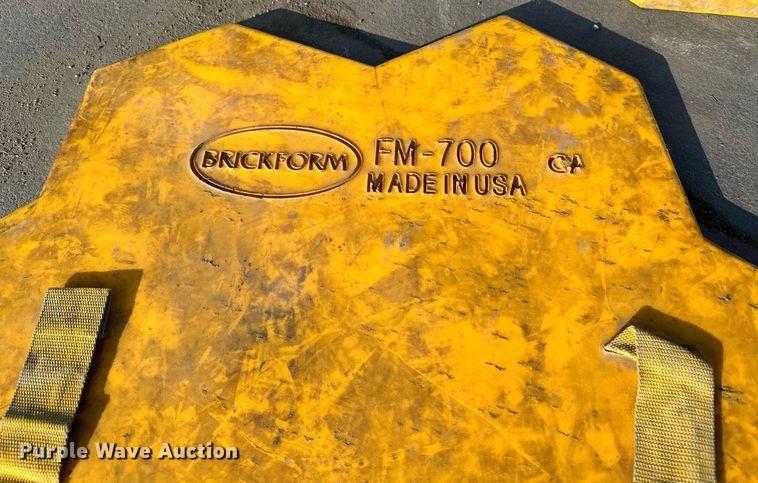 BRICKFORM FM-700 CA
MADE IN USA
Purple Wave Auction